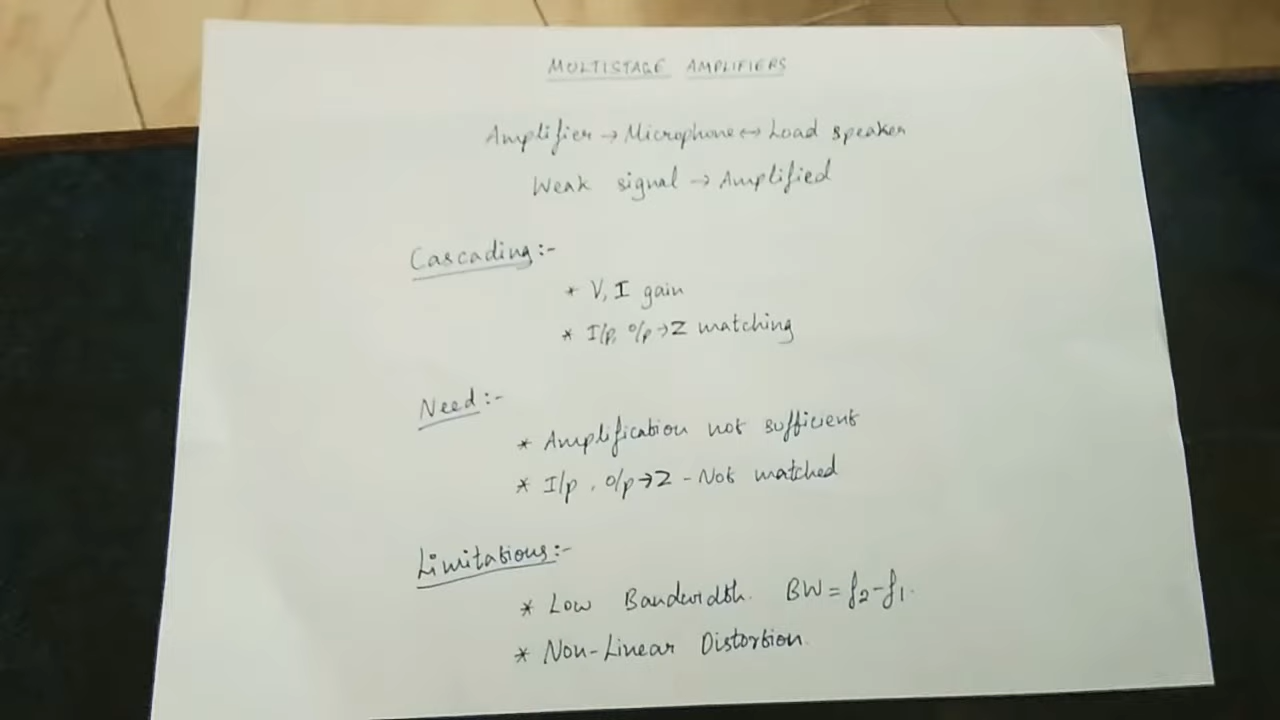 MULTISTAGE AMPLIFIERS
Amplifier → Microphone ↔ Load speaker
Weak signal → Amplified
Cascading:-
* V, I gain
* I/p, o/p → Z matching
Need:-
* Amplification not sufficient
* I/p, o/p → Z - Not matched
Limitations:-
* Low Bandwidth. BW = f₂-f₁.
* Non-Linear Distortion.